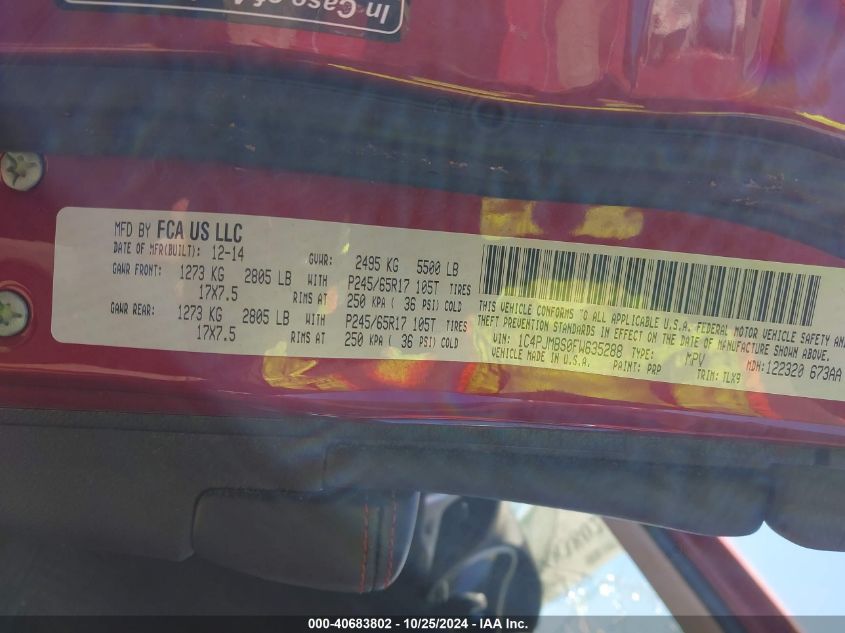 In Case of
MFD BY FCA US LLC
DATE OF MFR(BUILT): 12-14 GVWR: 2495 KG 5500 LB
GAWR FRONT: 1273 KG 2805 LB WITH P245/65R17 105T TIRES
17X7.5 RIMS AT 250 KPA ( 36 PSI) COLD
GAWR REAR: 1273 KG 2805 LB WITH P245/65R17 105T TIRES
17X7.5 RIMS AT 250 KPA ( 36 PSI) COLD
THIS VEHICLE CONFORMS TO ALL APPLICABLE U.S.A. FEDERAL MOTOR VEHICLE SAFETY AND
THEFT PREVENTION STANDARDS IN EFFECT ON THE DATE OF MANUFACTURE SHOWN ABOVE.
VIN: 1C4PJMBS0FW635288 TYPE: MPV MDH: 122320 673AA
VEHICLE MADE IN U.S.A. PAINT: PRP TRIM: TLX9
000-40683802 - 10/25/2024 - IAA Inc.